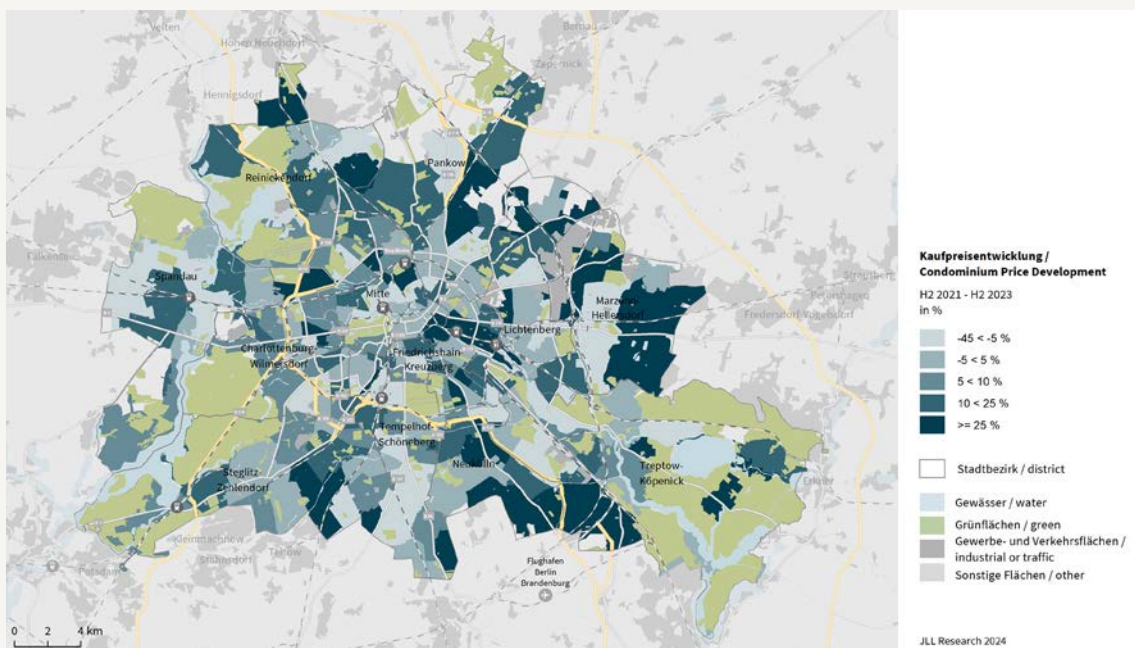 Velten
Hohen Neuendorf
Bernau
Zepernick
Hennigsdorf
Pankow
Reinickendorf
Falkensee
Spandau
Mitte
Marzahn-
Hellersdorf
Strausberg
Petershagen
Fredersdorf-Vogelsdorf
Lichtenberg
Charlottenburg-
Wilmersdorf
Friedrichshain-
Kreuzberg
Tempelhof-
Schöneberg
Neukölln
Steglitz-
Zehlendorf
Treptow-
Köpenick
Erkner
Kleinmachnow
Stahnsdorf
Teltow
Potsdam
Flughafen
Berlin
Brandenburg
0 2 4 km
Kaufpreisentwicklung /
Condominium Price Development
H2 2021 - H2 2023
in %
-45 < -5 %
-5 < 5 %
5 < 10 %
10 < 25 %
>= 25 %
Stadtbezirk / district
Gewässer / water
Grünflächen / green
Gewerbe- und Verkehrsflächen /
industrial or traffic
Sonstige Flächen / other
JLL Research 2024